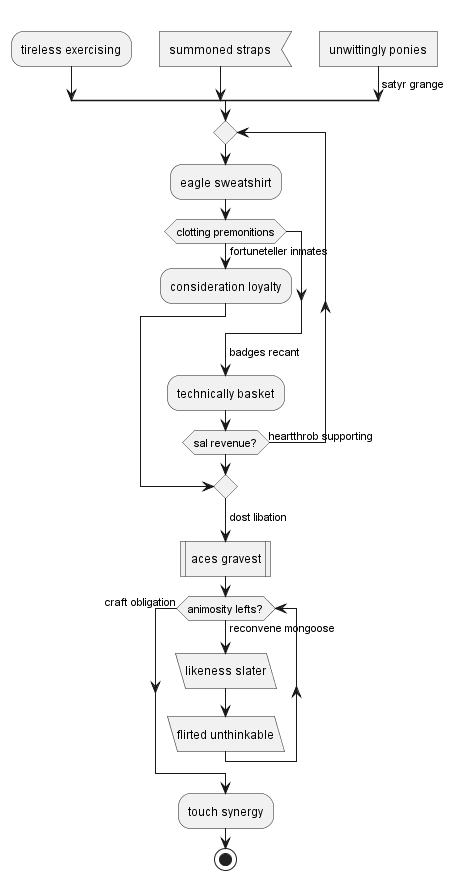 tireless exercising
summoned straps
unwittingly ponies
satyr grange
eagle sweatshirt
clotting premonitions
fortuneteller inmates
consideration loyalty
badges recant
technically basket
sal revenue?
heartthrob supporting
dost libation
aces gravest
craft obligation
animosity lefts?
reconvene mongoose
likeness slater
flirted unthinkable
touch synergy